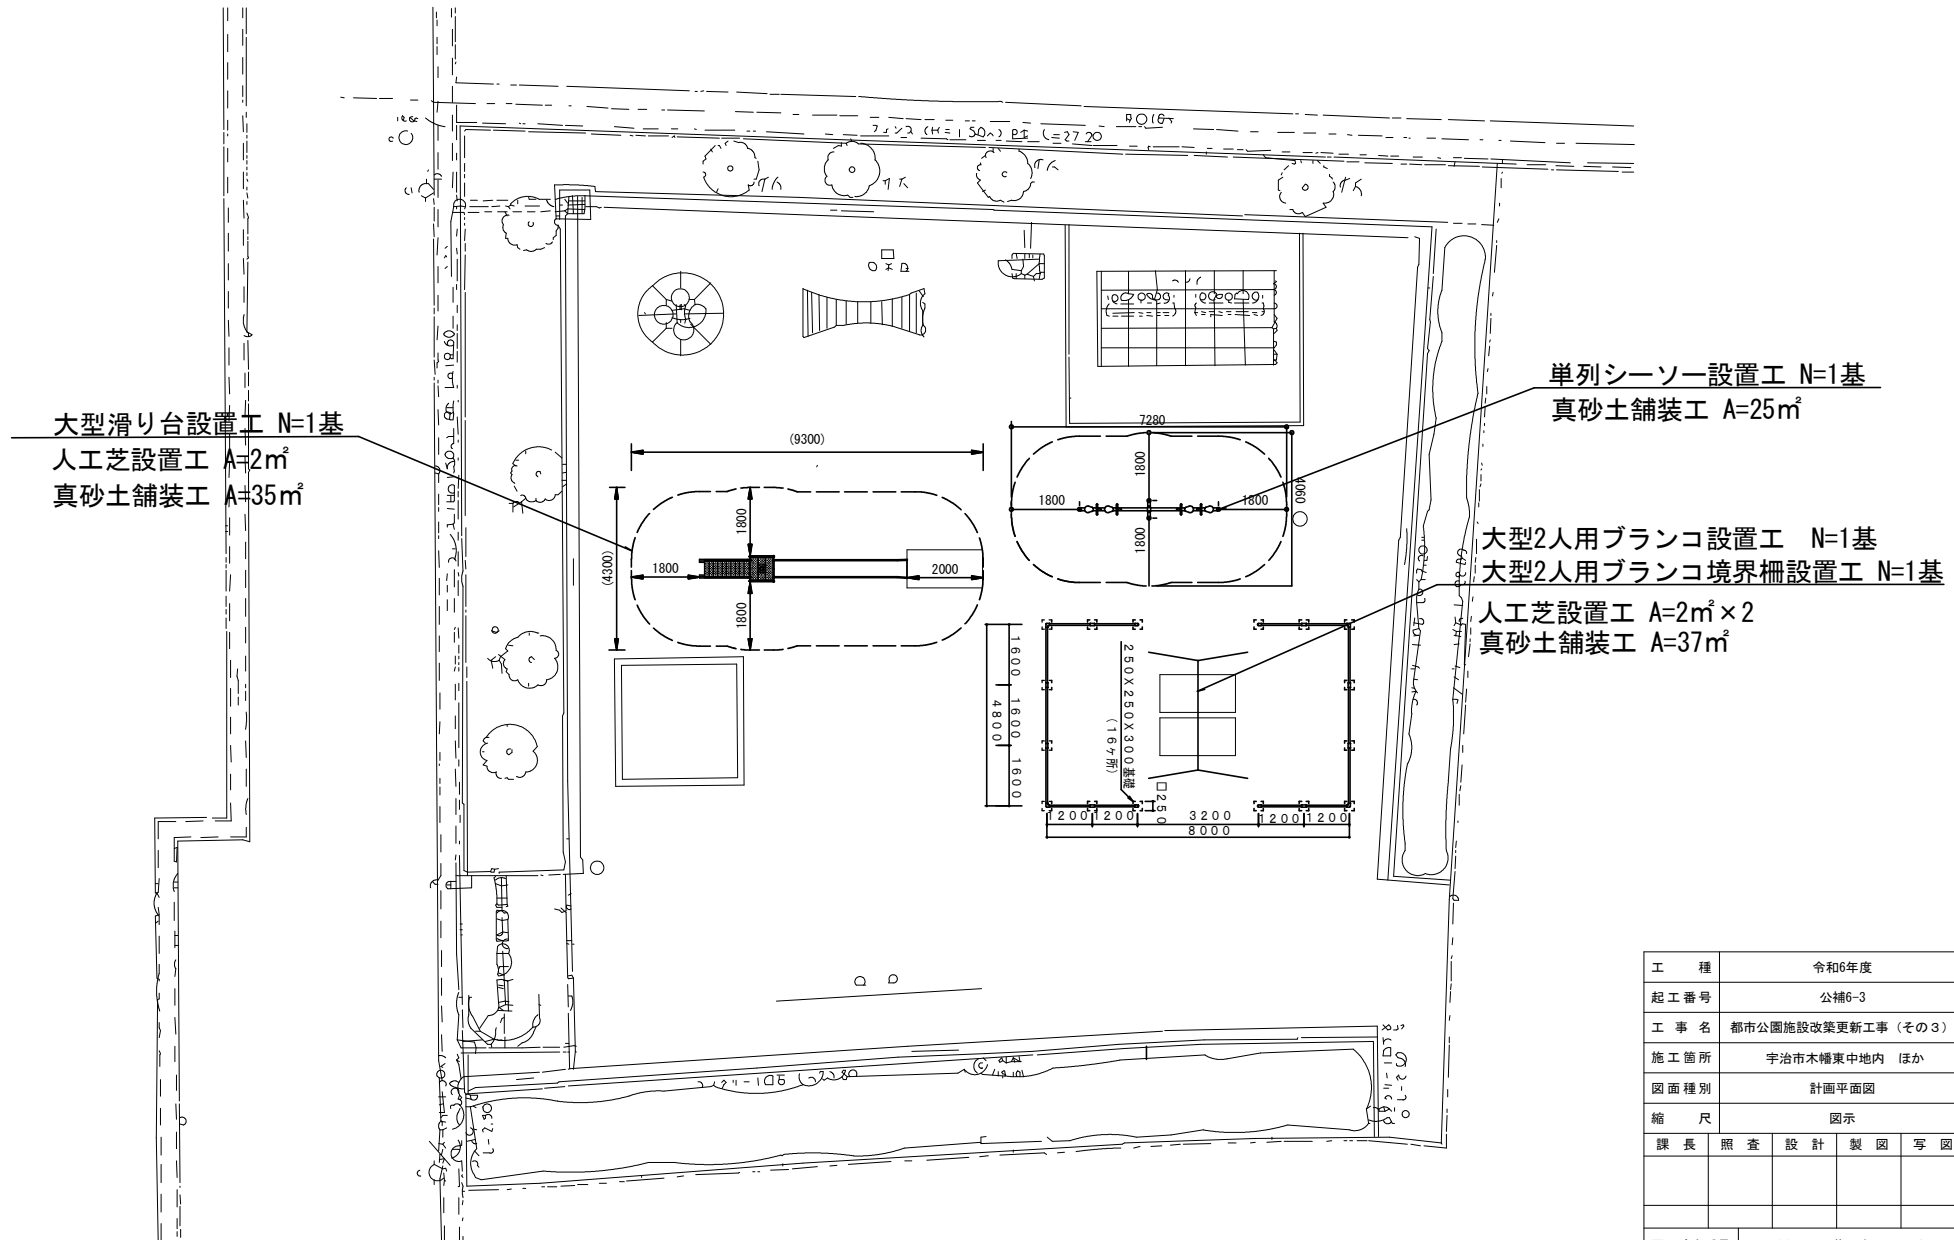 大型滑り台設置工 N=1基
人工芝設置工 A=2㎡
真砂土舗装工 A=35㎡
単列シーソー設置工 N=1基
真砂土舗装工 A=25㎡
大型2人用ブランコ設置工 N=1基
大型2人用ブランコ境界柵設置工 N=1基
人工芝設置工 A=2㎡×2
真砂土舗装工 A=37㎡
(9300)
(4300)
1800
1800
2000
1800
7280
1800
1800
1800
4060
1800
1600
1600
1600
4800
250X250X300基礎
(16ケ所)
□250
1200 1200 3200 1200 1200
8000
工種 令和6年度
起工番号 公補6-3
工事名 都市公園施設改築更新工事（その3）
施工箇所 宇治市木幡東中地内 ほか
図面種別 計画平面図
縮尺 図示
課長 照査 設計 製図 写図